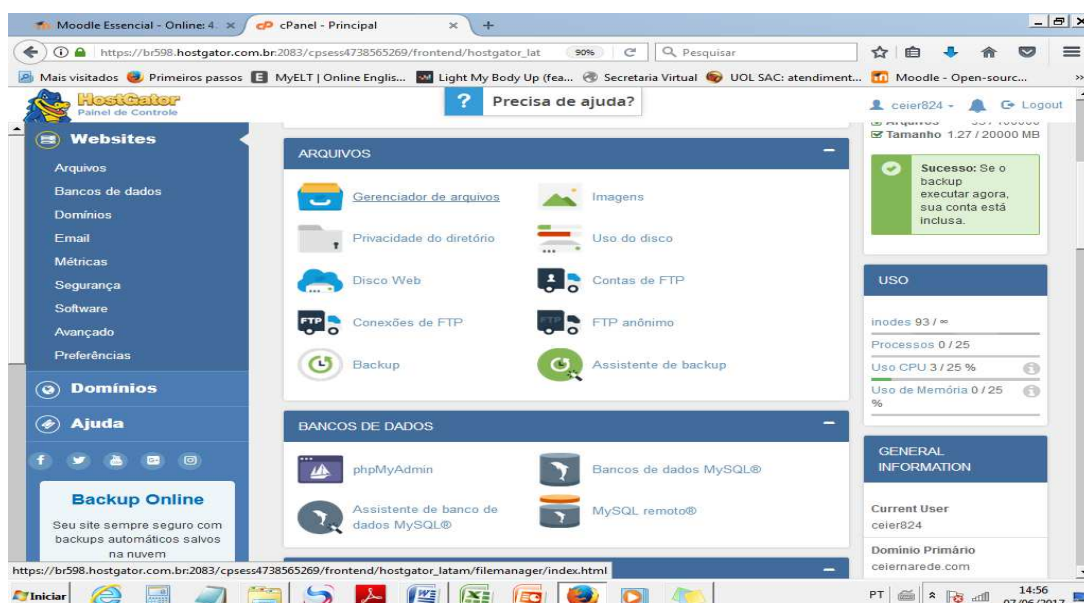 Moodle Essencial - Online: 4.
cPanel - Principal
https://br598.hostgator.com.br:2083/cpsess4738565269/frontend/hostgator_lat
90%
Pesquisar
Mais visitados
Primeiros passos
MyELT | Online Englis...
Light My Body Up (fea...
Secretaria Virtual
UOL SAC: atendiment...
Moodle - Open-sourc...
HostGator
Painel de Controle
? Precisa de ajuda?
ceier824
Logout
Websites
Arquivos
Bancos de dados
Domínios
Email
Métricas
Segurança
Software
Avançado
Preferências
Domínios
Ajuda
Backup Online
Seu site sempre seguro com
backups automáticos salvos
na nuvem
ARQUIVOS
Gerenciador de arquivos
Imagens
Privacidade do diretório
Uso do disco
Disco Web
Contas de FTP
FTP
Conexões de FTP
FTP
FTP anônimo
Backup
Assistente de backup
BANCOS DE DADOS
phpMyAdmin
Bancos de dados MySQL®
Assistente de banco de
dados MySQL®
MySQL remoto®
Tamanho 1.27 / 20000 MB
Sucesso: Se o
backup
executar agora,
sua conta está
inclusa.
USO
inodes 93 / ∞
Processos 0 / 25
Uso CPU 3 / 25 %
Uso de Memória 0 / 25
%
GENERAL
INFORMATION
Current User
ceier824
Domínio Primário
ceiernarede.com
https://br598.hostgator.com.br:2083/cpsess4738565269/frontend/hostgator_latam/filemanager/index.html
Iniciar
PT
14:56
07/06/2017